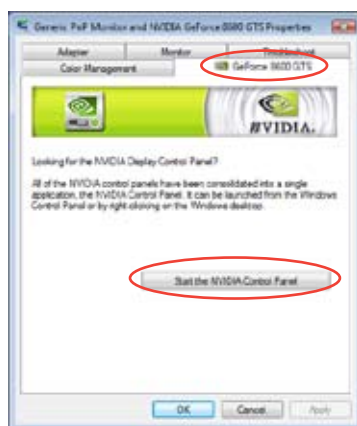 Generic PnP Monitor and NVIDIA GeForce 8600 GTS Properties
Adapter Monitor Troubleshoot
Color Management GeForce 8600 GTS
NVIDIA.
Looking for the NVIDIA Display Control Panel?
All of the NVIDIA control panels have been consolidated into a single
application, the NVIDIA Control Panel. It can be launched from the Windows
Control Panel or by right clicking on the Windows desktop.
Start the NVIDIA Control Panel
OK Cancel Apply